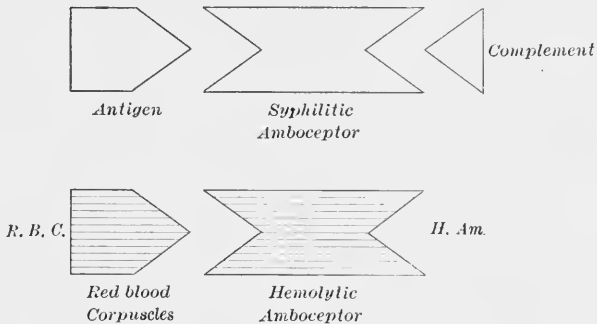 Complement
Antigen
Syphilitic
Amboceptor
R. B. C.
H. Am.
Red blood
Corpuscles
Hemolytic
Amboceptor